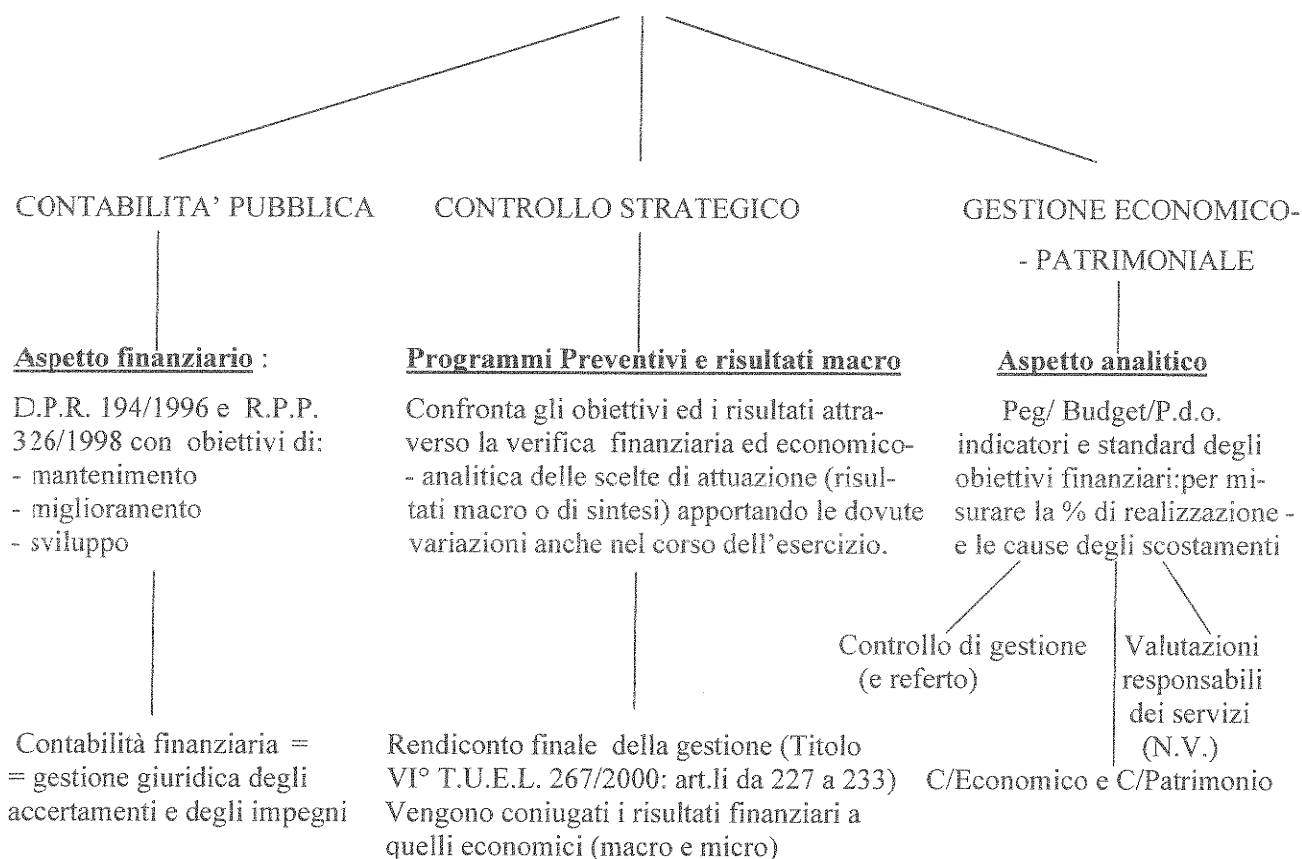 CONTABILITA' PUBBLICA
CONTROLLO STRATEGICO
GESTIONE ECONOMICO-
- PATRIMONIALE
Aspetto finanziario :
D.P.R. 194/1996 e R.P.P.
326/1998 con obiettivi di:
- mantenimento
- miglioramento
- sviluppo
Contabilità finanziaria =
= gestione giuridica degli
accertamenti e degli impegni
Programmi Preventivi e risultati macro
Confronta gli obiettivi ed i risultati attra-
verso la verifica finanziaria ed economico-
- analitica delle scelte di attuazione (risul-
tati macro o di sintesi) apportando le dovute
variazioni anche nel corso dell'esercizio.
Rendiconto finale della gestione (Titolo
VI° T.U.E.L. 267/2000: art.li da 227 a 233)
Vengono coniugati i risultati finanziari a
quelli economici (macro e micro)
Aspetto analitico
Peg/ Budget/P.d.o.
indicatori e standard degli
obiettivi finanziari:per mi-
surare la % di realizzazione -
e le cause degli scostamenti
Controllo di gestione
(e referto)
Valutazioni
responsabili
dei servizi
(N.V.)
C/Economico e C/Patrimonio